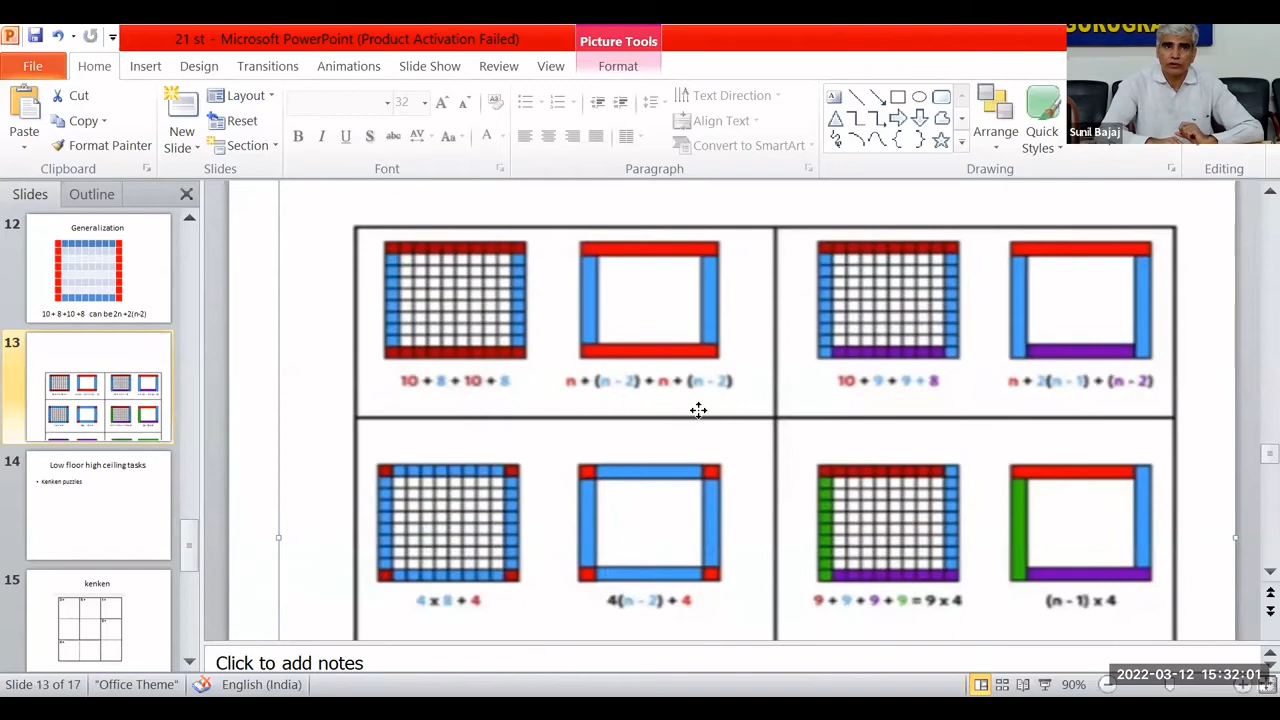 21 st - Microsoft PowerPoint (Product Activation Failed)
Picture Tools
GURUGRA
File
Home
Insert
Design
Transitions
Animations
Slide Show
Review
View
Format
Paste
Cut
Copy
Format Painter
Clipboard
New
Slide
Layout
Reset
Section
Slides
32
B
I
U
S
abc
AV
Aa
A
Font
Text Direction
Align Text
Convert to SmartArt
Paragraph
Arrange
Quick
Styles
Drawing
Editing
Sunil Bajaj
Slides
Outline
12
Generalization
10 + 8 +10 +8 can be 2n +2(n-2)
13
14
Low floor high ceiling tasks
• Kenken puzzles
15
kenken
10 + 8 + 10 + 8
n + (n - 2) + n + (n - 2)
10 + 9 + 9 + 8
n + 2(n - 1) + (n - 2)
4 x 8 + 4
4(n - 2) + 4
9 + 9 + 9 + 9 = 9 x 4
(n - 1) x 4
Click to add notes
Slide 13 of 17
"Office Theme"
English (India)
90%
2022-03-12 15:32:01